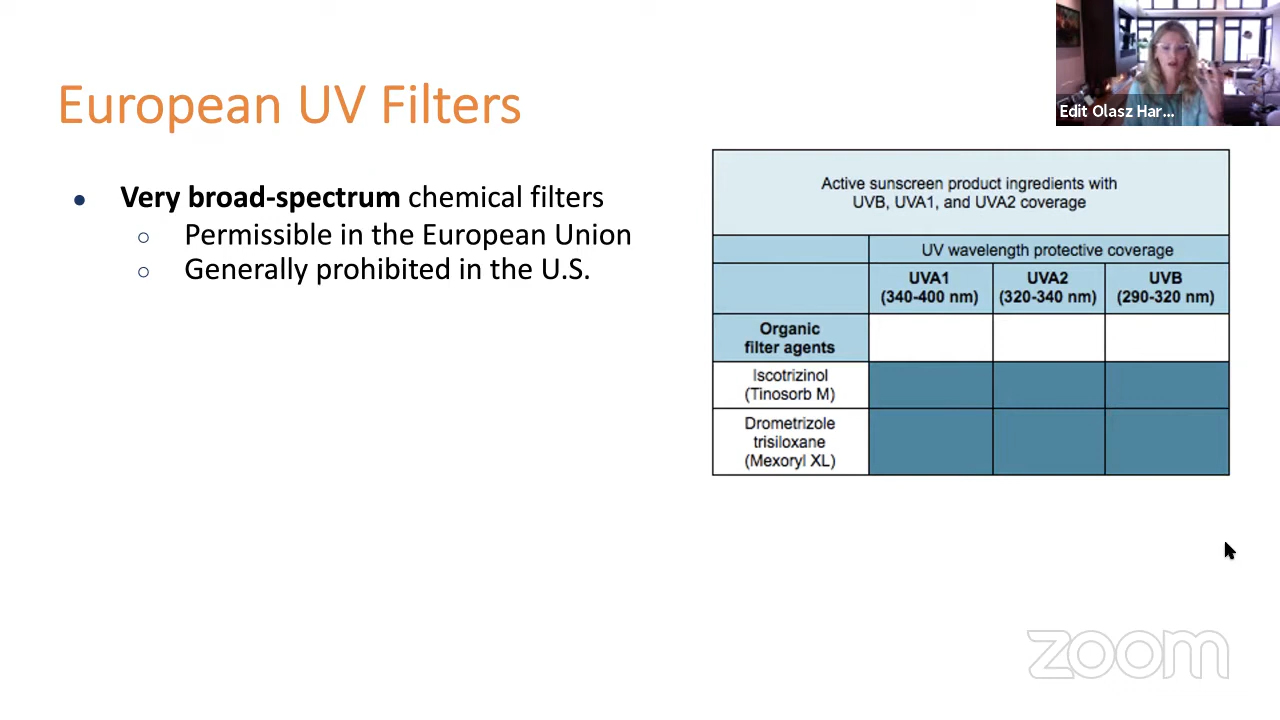 European UV Filters
Edit Olasz Har...
Very broad-spectrum chemical filters
Permissible in the European Union
Generally prohibited in the U.S.
Active sunscreen product ingredients with
UVB, UVA1, and UVA2 coverage
UV wavelength protective coverage
UVA1 UVA2 UVB
(340-400 nm) (320-340 nm) (290-320 nm)
Organic
filter agents
Iscotrizinol
(Tinosorb M)
Drometrizole
trisiloxane
(Mexoryl XL)
zoom